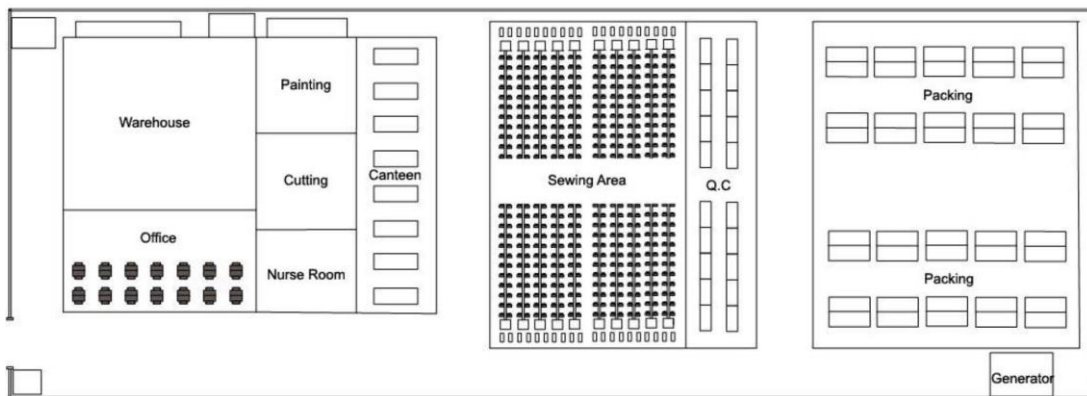 Warehouse
Painting
Cutting
Canteen
Office
Nurse Room
Sewing Area
Q.C
Packing
Packing
Generator